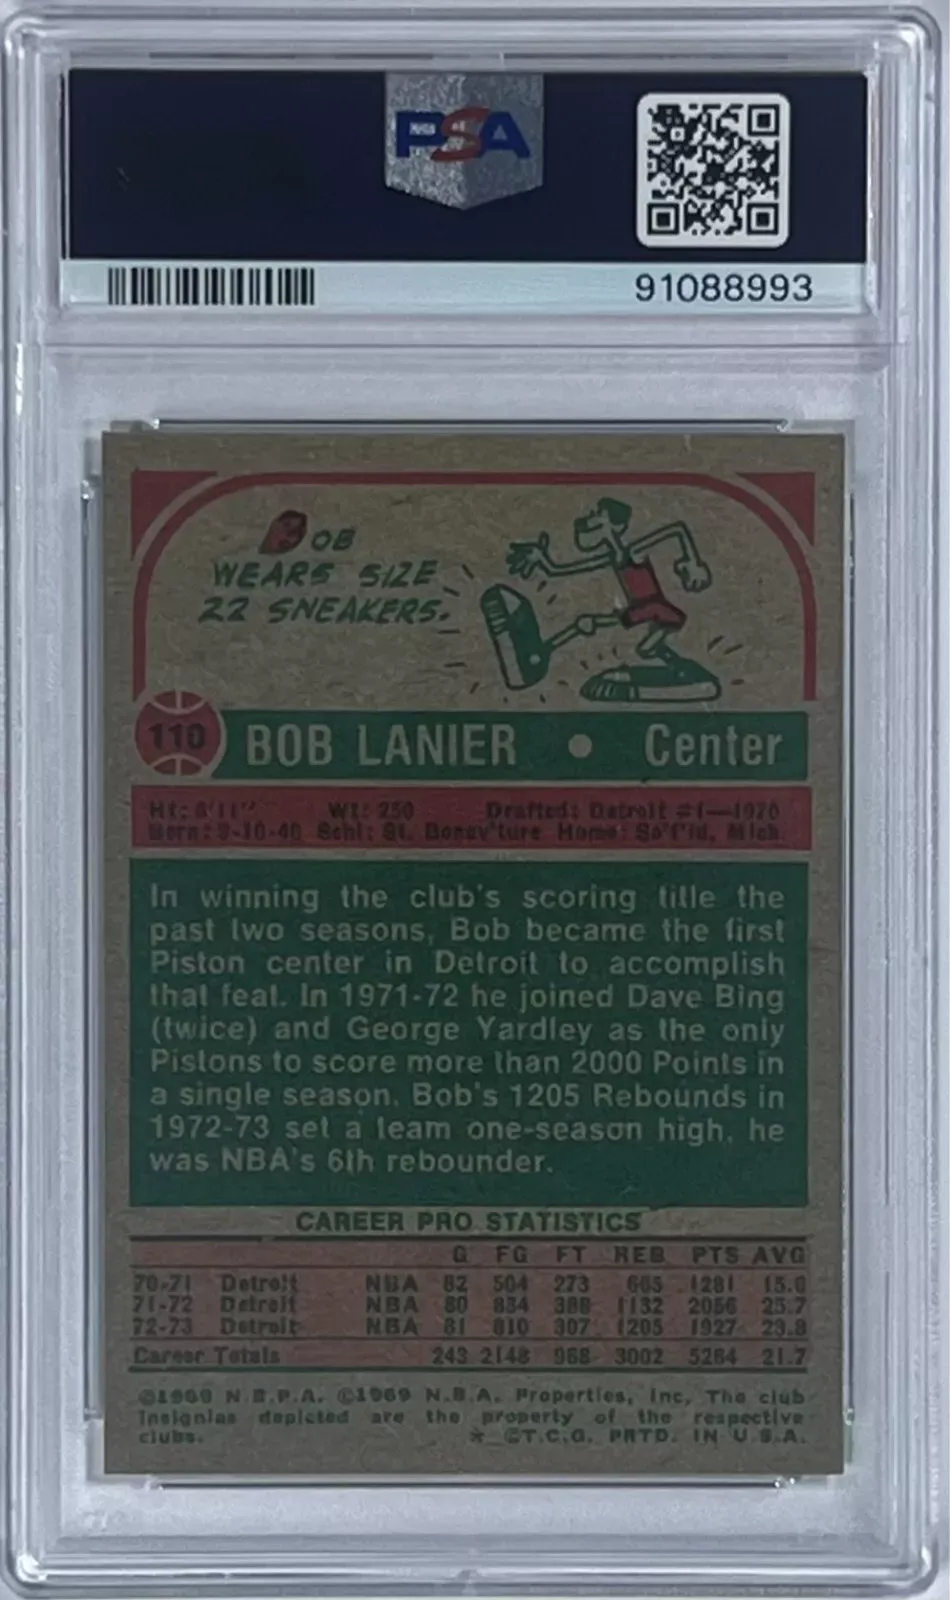 PSA
91088993
BOB
WEARS SIZE
22 SNEAKERS.
110 BOB LANIER • Center
Ht: 6'11" Wt: 250 Drafted: Detroit #1—1970
Born: 9-10-48 Schl: St. Bonav'ture Home: So'f'ld, Mich.
In winning the club's scoring title the
past two seasons, Bob became the first
Piston center in Detroit to accomplish
that feat. In 1971-72 he joined Dave Bing
(twice) and George Yardley as the only
Pistons to score more than 2000 Points in
a single season. Bob's 1205 Rebounds in
1972-73 set a team one-season high, he
was NBA's 6th rebounder.
CAREER PRO STATISTICS
G FG FT REB PTS AVG
70-71 Detroit NBA 82 504 273 665 1281 15.6
71-72 Detroit NBA 80 834 388 1132 2056 25.7
72-73 Detroit NBA 81 810 307 1205 1927 23.8
Career Totals 243 2148 968 3002 5264 21.7
©1969 N.B.P.A. ©1969 N.B.A. Properties, Inc, The club
insignias depicted are the property of the respective
clubs. * ©T.C.G. PRTD. IN U.S.A.